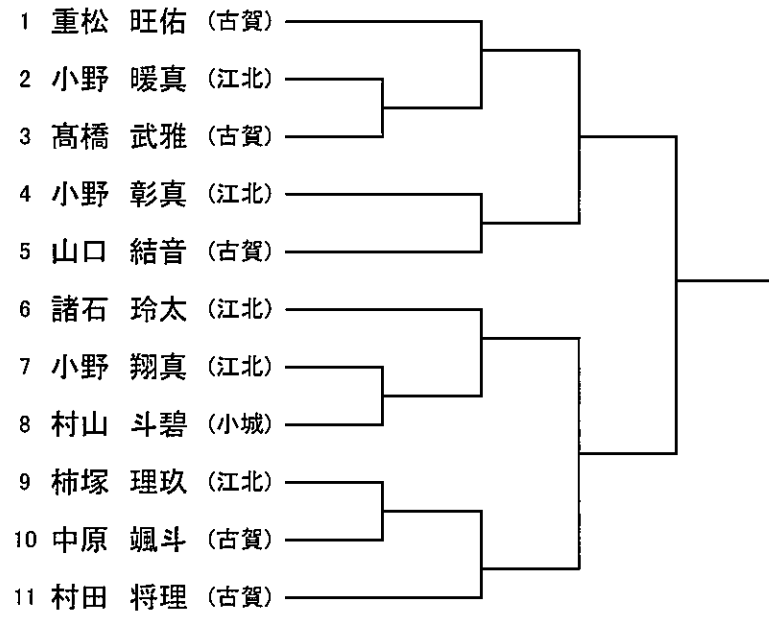 1 重松 旺佑 (古賀)
2 小野 暖真 (江北)
3 髙橋 武雅 (古賀)
4 小野 彰真 (江北)
5 山口 結音 (古賀)
6 諸石 玲太 (江北)
7 小野 翔真 (江北)
8 村山 斗碧 (小城)
9 柿塚 理玖 (江北)
10 中原 颯斗 (古賀)
11 村田 将理 (古賀)